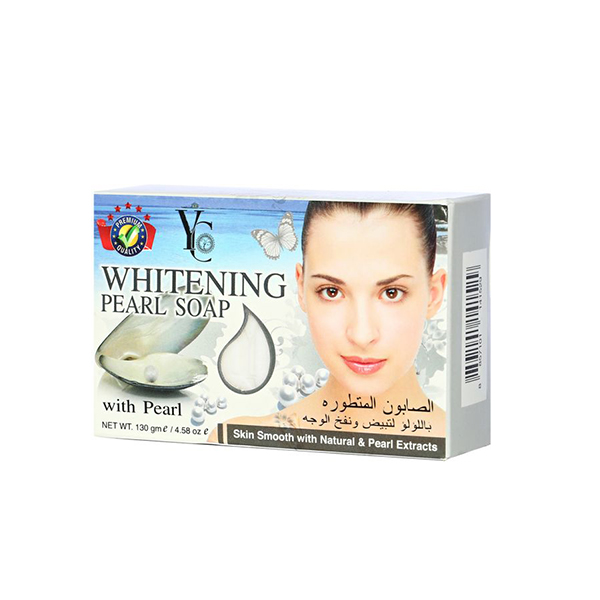 PREMIUM
QUALITY
YC
WHITENING
PEARL SOAP
with Pearl
NET WT. 130 gm e / 4.58 oz e
الصابون المتطوره
باللؤلؤ لتبيض ونفخ الوجه
Skin Smooth with Natural & Pearl Extracts